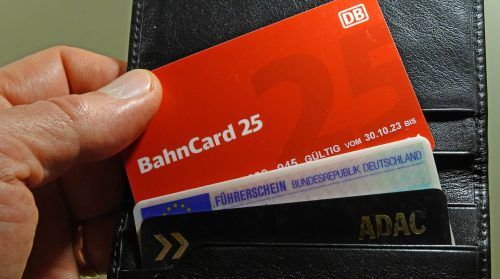 DB
25
BahnCard 25
945 GÜLTIG VOM 30.10.23 BIS
FÜHRERSCHEIN BUNDESREPUBLIK DEUTSCHLAND
ADAC